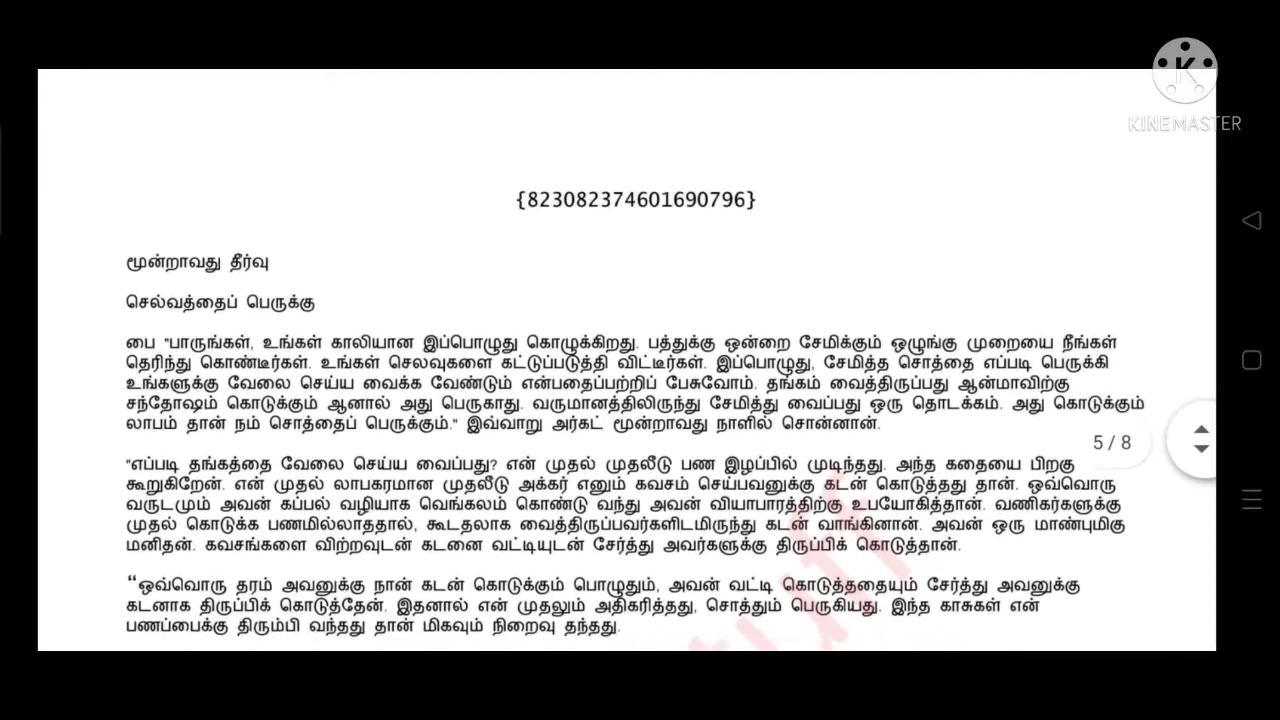 KINEMASTER
{823082374601690796}
மூன்றாவது தீர்வு
செல்வத்தைப் பெருக்கு
பை "பாருங்கள், உங்கள் காலியான இப்பொழுது கொழுக்கிறது. பத்துக்கு ஒன்றை சேமிக்கும் ஒழுங்கு முறையை நீங்கள்
தெரிந்து கொண்டீர்கள். உங்கள் செலவுகளை கட்டுப்படுத்தி விட்டீர்கள். இப்பொழுது, சேமித்த சொத்தை எப்படி பெருக்கி
உங்களுக்கு வேலை செய்ய வைக்க வேண்டும் என்பதைப்பற்றிப் பேசுவோம். தங்கம் வைத்திருப்பது ஆன்மாவிற்கு
சந்தோஷம் கொடுக்கும் ஆனால் அது பெருகாது. வருமானத்திலிருந்து சேமித்து வைப்பது ஒரு தொடக்கம். அது கொடுக்கும்
லாபம் தான் நம் சொத்தைப் பெருக்கும்." இவ்வாறு அர்கட் மூன்றாவது நாளில் சொன்னான்.
5 / 8
"எப்படி தங்கத்தை வேலை செய்ய வைப்பது? என் முதல் முதலீடு பண இழப்பில் முடிந்தது. அந்த கதையை பிறகு
கூறுகிறேன். என் முதல் லாபகரமான முதலீடு அக்கர் எனும் கவசம் செய்பவனுக்கு கடன் கொடுத்தது தான். ஒவ்வொரு
வருடமும் அவன் கப்பல் வழியாக வெங்கலம் கொண்டு வந்து அவன் வியாபாரத்திற்கு உபயோகித்தான். வணிகர்களுக்கு
முதல் கொடுக்க பணமில்லாததால், கூடதலாக வைத்திருப்பவர்களிடமிருந்து கடன் வாங்கினான். அவன் ஒரு மாண்புமிகு
மனிதன். கவசங்களை விற்றவுடன் கடனை வட்டியுடன் சேர்த்து அவர்களுக்கு திருப்பிக் கொடுத்தான்.
“ஒவ்வொரு தரம் அவனுக்கு நான் கடன் கொடுக்கும் பொழுதும், அவன் வட்டி கொடுத்ததையும் சேர்த்து அவனுக்கு
கடனாக திருப்பிக் கொடுத்தேன். இதனால் என் முதலும் அதிகரித்தது, சொத்தும் பெருகியது. இந்த காசுகள் என்
பணப்பைக்கு திரும்பி வந்தது தான் மிகவும் நிறைவு தந்தது.